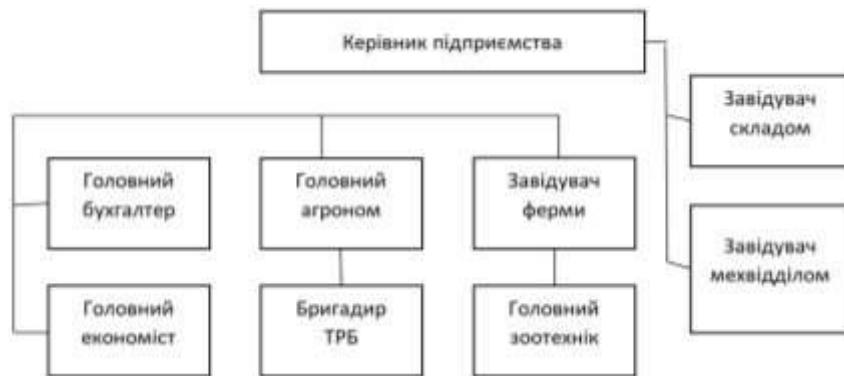 Керівник підприємства
Завідувач
складом
Головний
бухгалтер
Головний
агроном
Завідувач
ферми
Завідувач
мехвідділом
Головний
економіст
Бригадир
ТРБ
Головний
зоотехнік